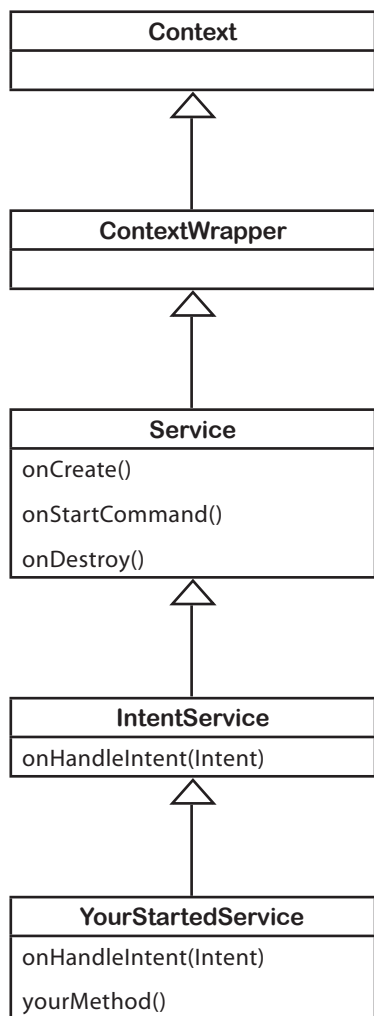 Context
ContextWrapper
Service
onCreate()
onStartCommand()
onDestroy()
IntentService
onHandleIntent(Intent)
YourStartedService
onHandleIntent(Intent)
yourMethod()